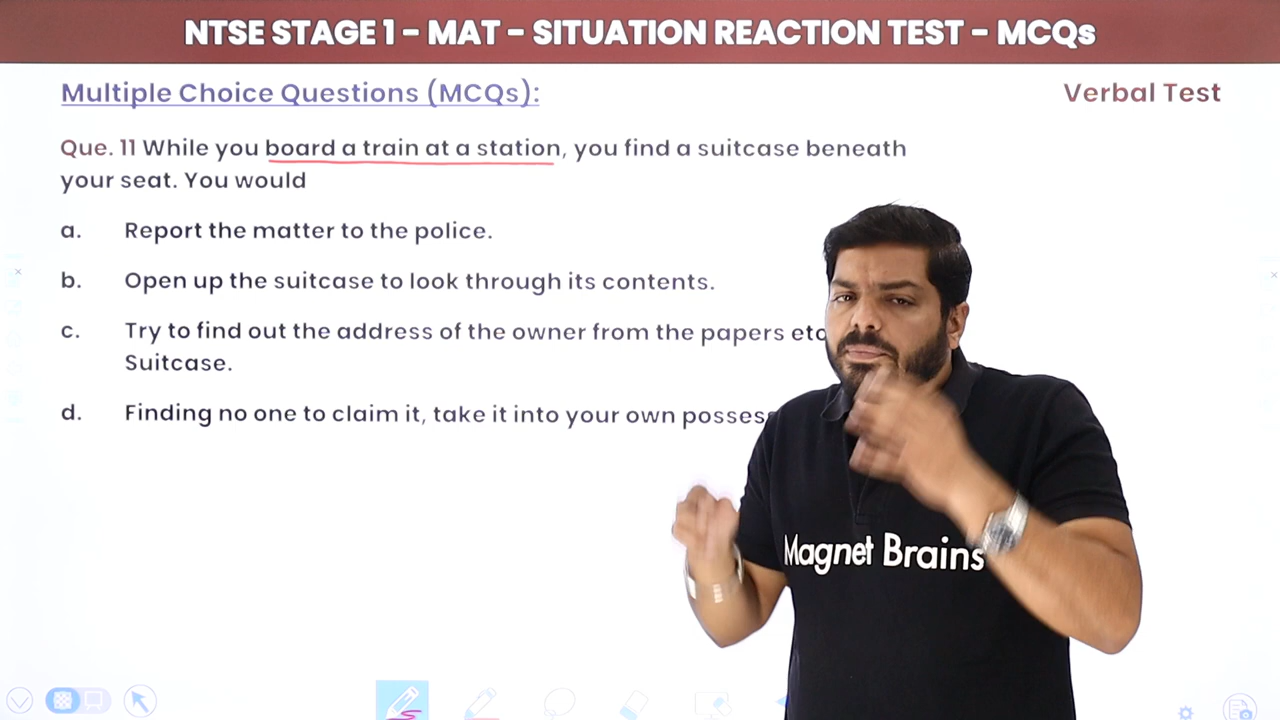 NTSE STAGE 1 – MAT – SITUATION REACTION TEST – MCQs
Multiple Choice Questions (MCQs):
Verbal Test
Que. 11 While you board a train at a station, you find a suitcase beneath
your seat. You would
a. Report the matter to the police.
b. Open up the suitcase to look through its contents.
c. Try to find out the address of the owner from the papers
Suitcase.
d. Finding no one to claim it, take it into your own
Magnet Brains